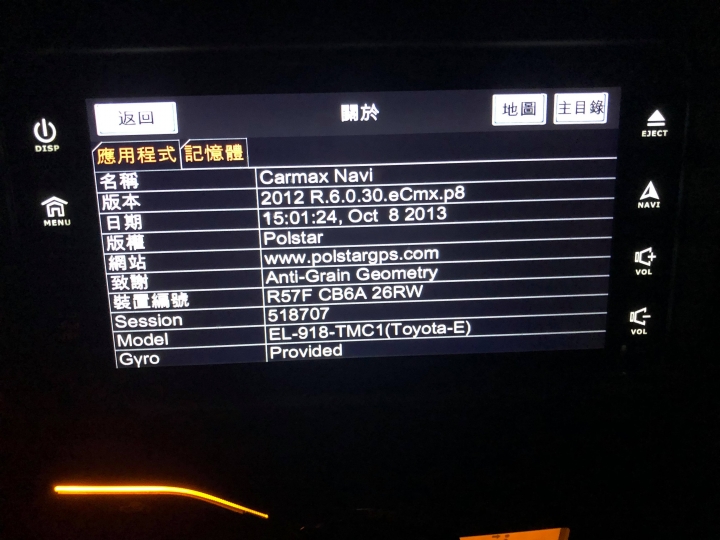 返回 關於 地圖 主目錄
DISP
EJECT
應用程式 記憶體
名稱 Carmax Navi
版本 2012 R.6.0.30.eCmx.p8
日期 15:01:24, Oct 8 2013
版權 Polstar
網站 www.polstargps.com
致謝 Anti-Grain Geometry
裝置編號 R57F CB6A 26RW
Session 518707
Model EL-918-TMC1(Toyota-E)
Gyro Provided
MENU
NAVI
VOL
VOL